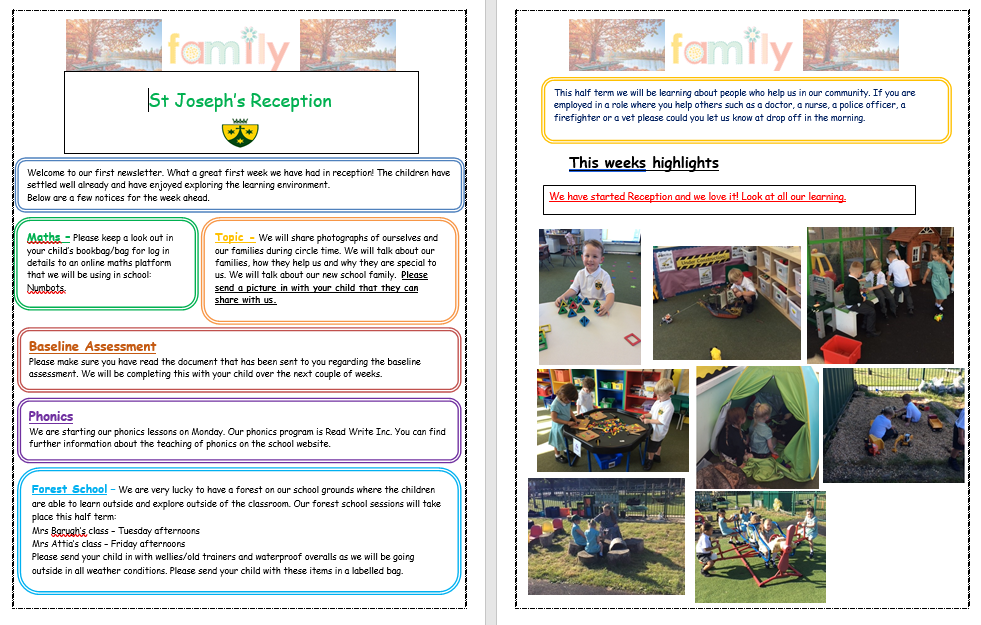 family
St Joseph's Reception
Welcome to our first newsletter. What a great first week we have had in reception! The children have
settled well already and have enjoyed exploring the learning environment.
Below are a few notices for the week ahead.
Maths – Please keep a look out in
your child's bookbag/bag for log in
details to an online maths platform
that we will be using in school:
Numbots.
Topic – We will share photographs of ourselves and
our families during circle time. We will talk about our
families, how they help us and why they are special to
us. We will talk about our new school family. Please
send a picture in with your child that they can
share with us.
Baseline Assessment
Please make sure you have read the document that has been sent to you regarding the baseline
assessment. We will be completing this with your child over the next couple of weeks.
Phonics
We are starting our phonics lessons on Monday. Our phonics program is Read Write Inc. You can find
further information about the teaching of phonics on the school website.
Forest School – We are very lucky to have a forest on our school grounds where the children
are able to learn outside and explore outside of the classroom. Our forest school sessions will take
place this half term:
Mrs Barugh's class – Tuesday afternoons
Mrs Attia's class – Friday afternoons
Please send your child in with wellies/old trainers and waterproof overalls as we will be going
outside in all weather conditions. Please send your child with these items in a labelled bag.
family
This half term we will be learning about people who help us in our community. If you are
employed in a role where you help others such as a doctor, a nurse, a police officer, a
firefighter or a vet please could you let us know at drop off in the morning.
This weeks highlights
We have started Reception and we love it! Look at all our learning.